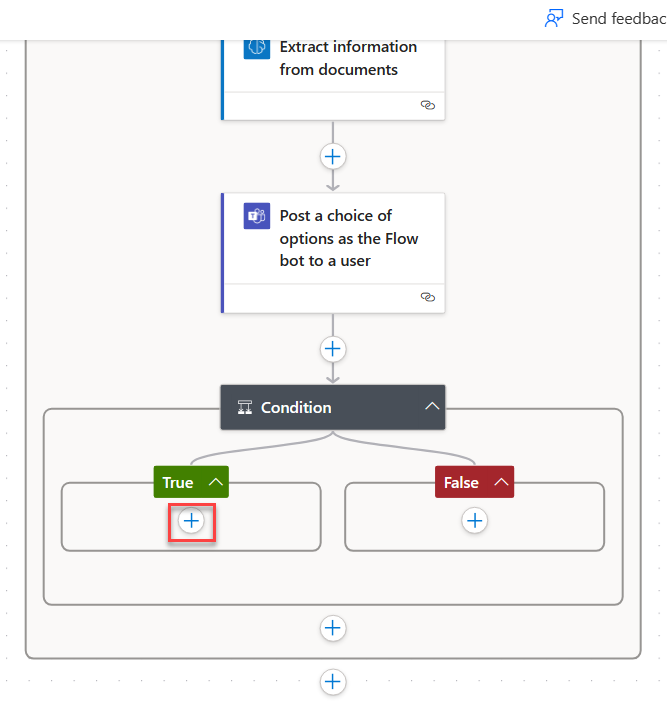 Send feedbac
Extract information
from documents
Post a choice of
options as the Flow
bot to a user
Condition
True
False